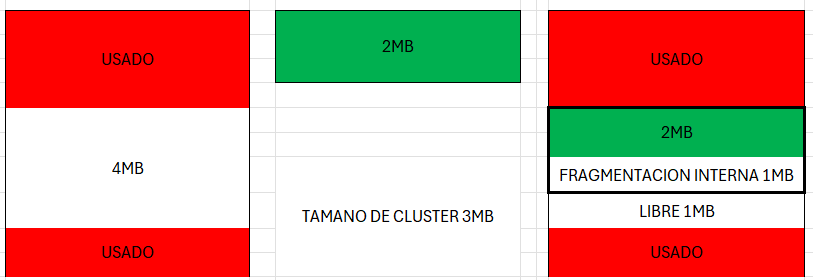 USADO
4MB
USADO
2MB
TAMANO DE CLUSTER 3MB
USADO
2MB
FRAGMENTACION INTERNA 1MB
LIBRE 1MB
USADO